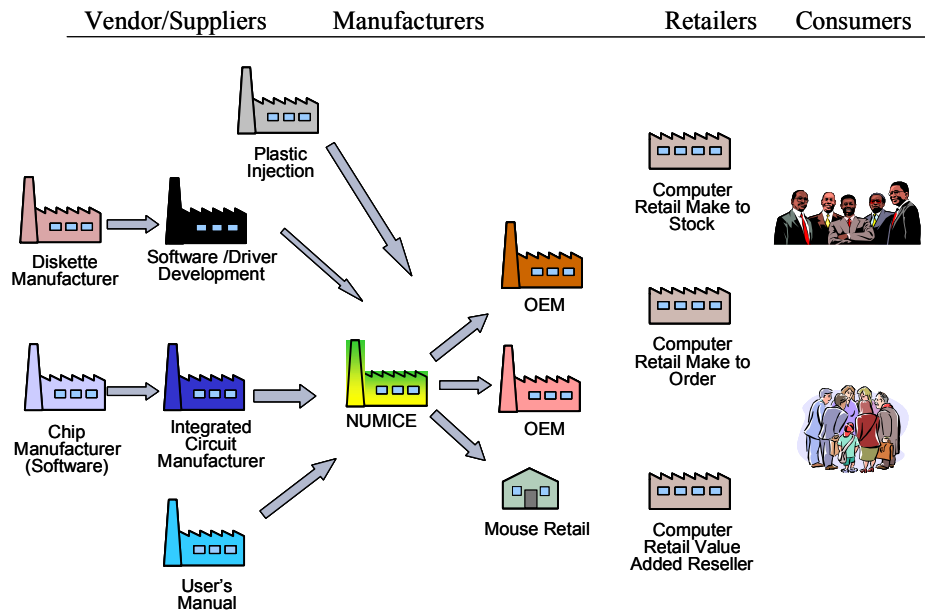 Vendor/Suppliers
Manufacturers
Retailers
Consumers
Plastic
Injection
Diskette
Manufacturer
Software /Driver
Development
Computer
Retail Make to
Stock
OEM
Chip
Manufacturer
(Software)
Integrated
Circuit
Manufacturer
NUMICE
OEM
Computer
Retail Make to
Order
Mouse Retail
User's
Manual
Computer
Retail Value
Added Reseller